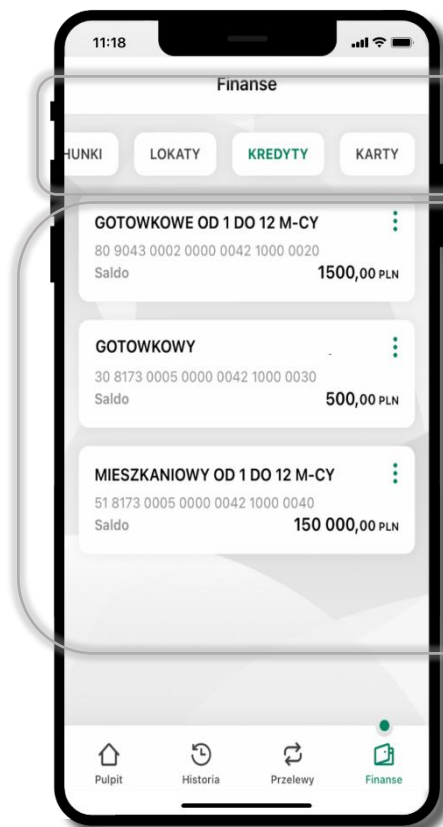 11:18
Finanse
HUNKI LOKATY KREDYTY KARTY
GOTOWKOWE OD 1 DO 12 M-CY
80 9043 0002 0000 0042 1000 0020
Saldo 1500,00 PLN
GOTOWKOWY
30 8173 0005 0000 0042 1000 0030
Saldo 500,00 PLN
MIESZKANIOWY OD 1 DO 12 M-CY
51 8173 0005 0000 0042 1000 0040
Saldo 150 000,00 PLN
Pulpit Historia Przelewy Finanse